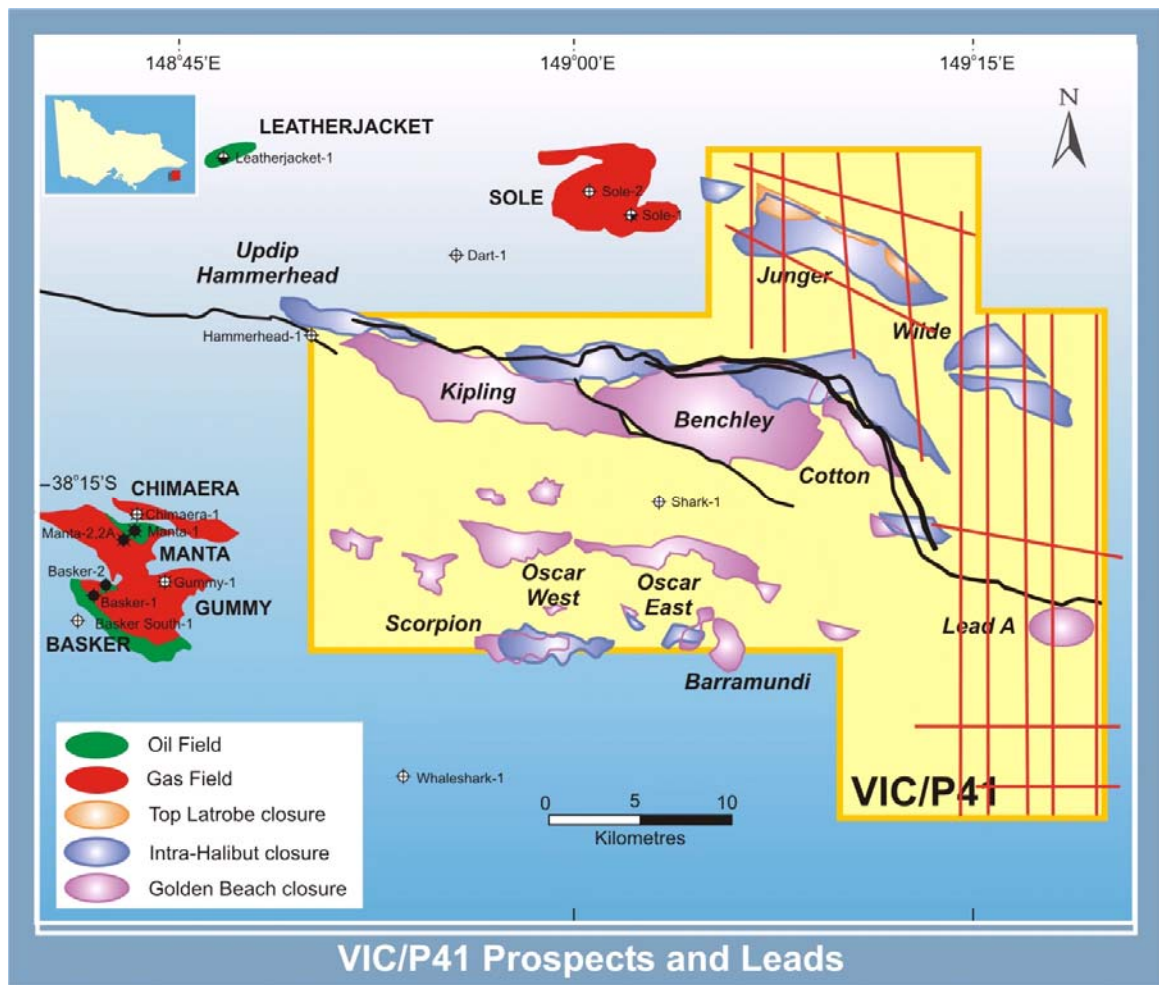 148°45'E
149°00'E
149°15'E
N
LEATHERJACKET
Leatherjacket-1
SOLE
Sole-2
Sole-1
Dart-1
Updip
Hammerhead
Hammerhead-1
Junger
Wilde
Kipling
Benchley
Cotton
38°15'S
CHIMAERA
Chimaera-1
Manta-2,2A
Manta-1
MANTA
Basker-2
Gummy-1
Basker-1
GUMMY
Basker South-1
BASKER
Shark-1
Oscar
West
Oscar
East
Scorpion
Barramundi
Lead A
Whaleshark-1
VIC/P41
Oil Field
Gas Field
Top Latrobe closure
Intra-Halibut closure
Golden Beach closure
0 5 10
Kilometres
VIC/P41 Prospects and Leads